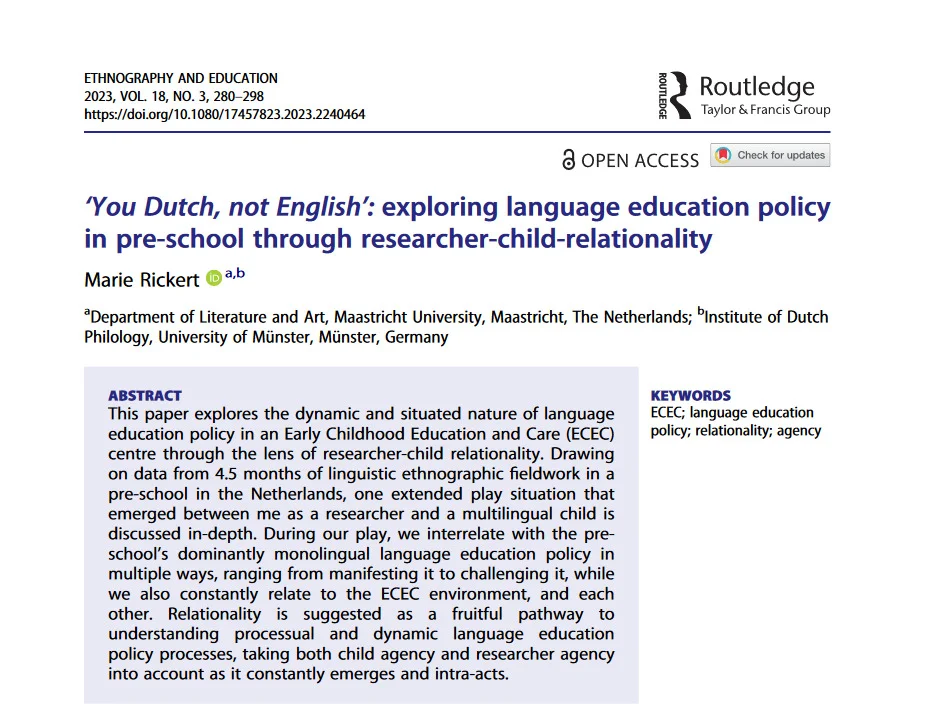 ETHNOGRAPHY AND EDUCATION
2023, VOL. 18, NO. 3, 280–298
https://doi.org/10.1080/17457823.2023.2240464
ROUTLEDGE
Routledge
Taylor & Francis Group
OPEN ACCESS
Check for updates
‘You Dutch, not English’: exploring language education policy
in pre-school through researcher-child-relationality
Marie Rickert iD a,b
aDepartment of Literature and Art, Maastricht University, Maastricht, The Netherlands; bInstitute of Dutch
Philology, University of Münster, Münster, Germany
ABSTRACT
This paper explores the dynamic and situated nature of language
education policy in an Early Childhood Education and Care (ECEC)
centre through the lens of researcher-child relationality. Drawing
on data from 4.5 months of linguistic ethnographic fieldwork in a
pre-school in the Netherlands, one extended play situation that
emerged between me as a researcher and a multilingual child is
discussed in-depth. During our play, we interrelate with the pre-
school’s dominantly monolingual language education policy in
multiple ways, ranging from manifesting it to challenging it, while
we also constantly relate to the ECEC environment, and each
other. Relationality is suggested as a fruitful pathway to
understanding processual and dynamic language education
policy processes, taking both child agency and researcher agency
into account as it constantly emerges and intra-acts.
KEYWORDS
ECEC; language education
policy; relationality; agency